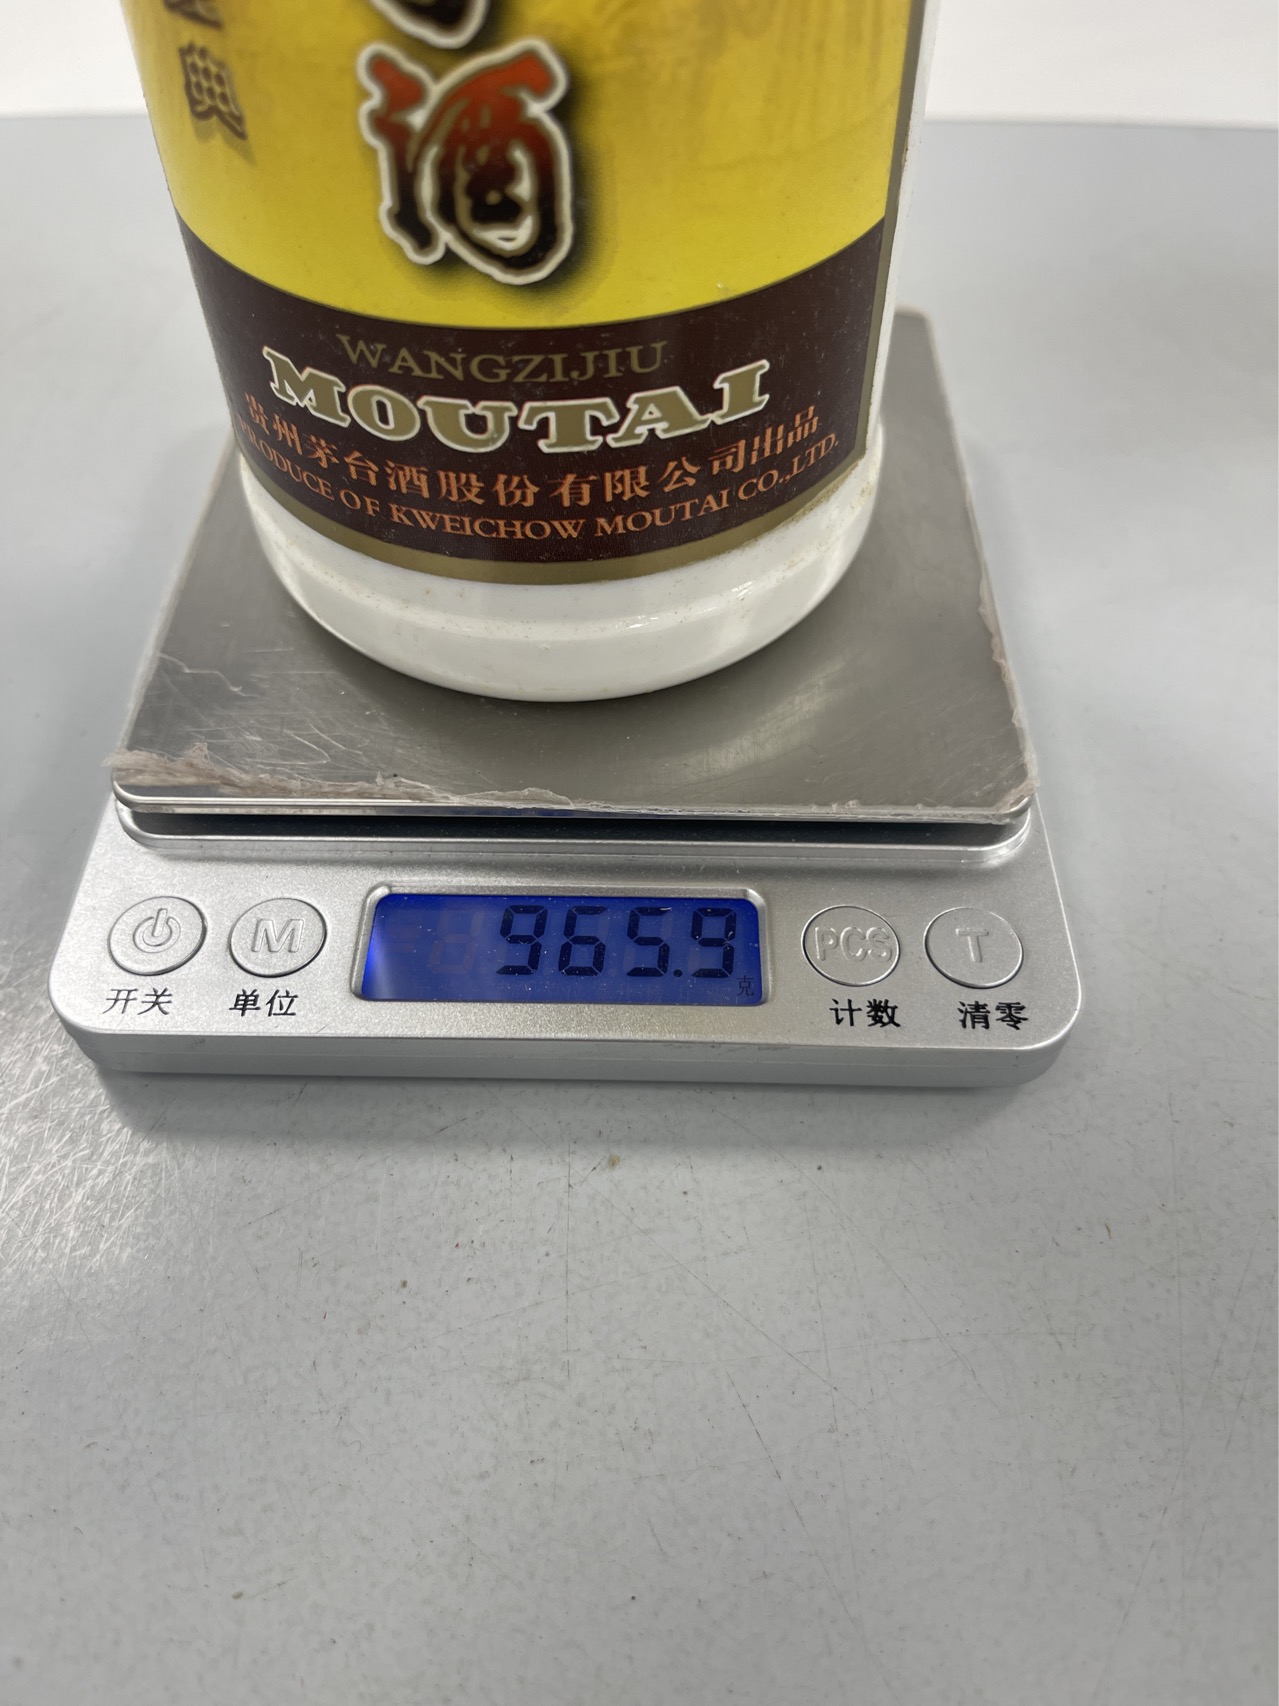 典
酒
WANGZIJIU
MOUTAI
贵州茅台酒股份有限公司出品
PRODUCE OF KWEICHOW MOUTAI CO.,LTD.
965.9
克
M
PCS
T
开关
单位
计数
清零